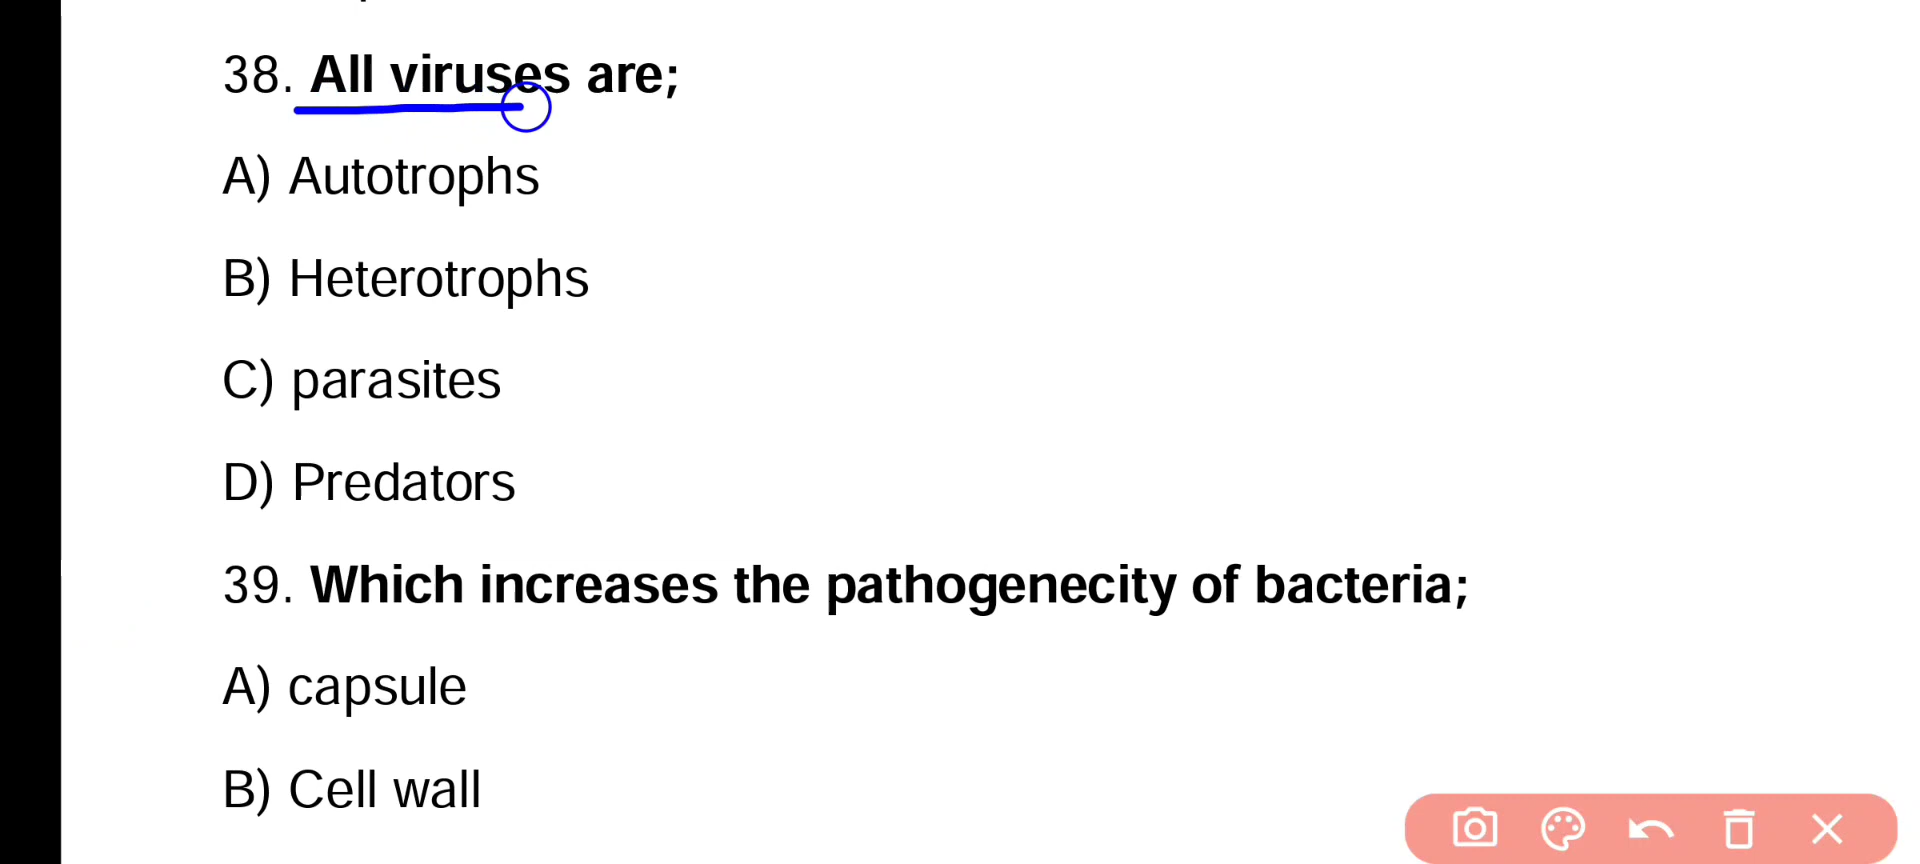 38. All viruses are;
A) Autotrophs
B) Heterotrophs
C) parasites
D) Predators
39. Which increases the pathogenecity of bacteria;
A) capsule
B) Cell wall